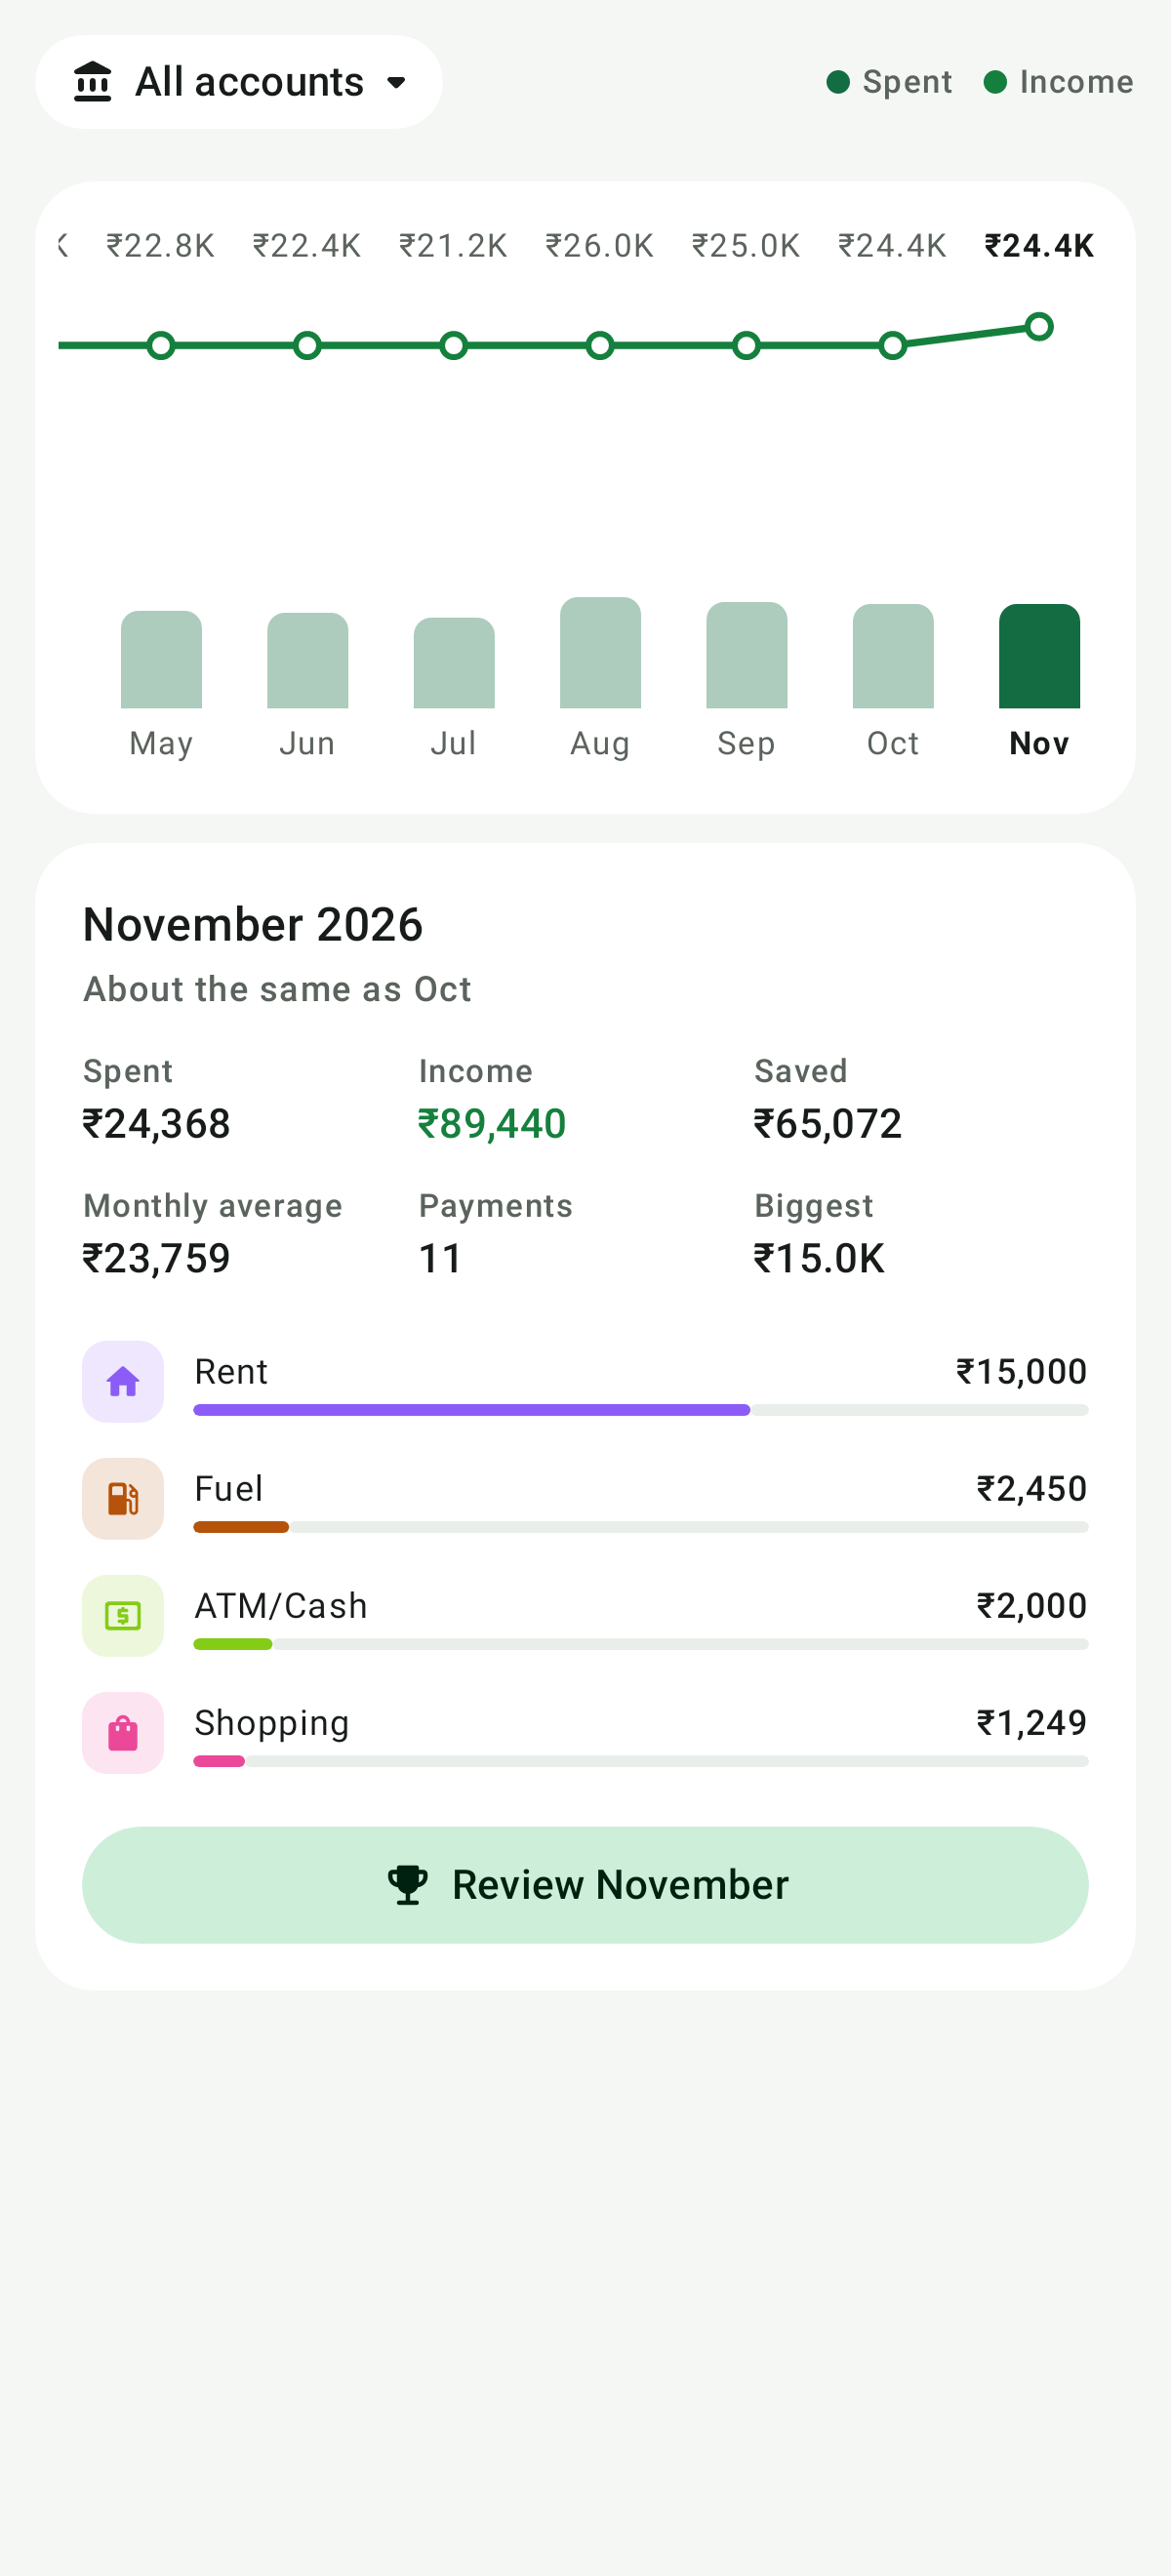 All accounts
Spent
Income
K ₹22.8K ₹22.4K ₹21.2K ₹26.0K ₹25.0K ₹24.4K ₹24.4K
May Jun Jul Aug Sep Oct Nov
November 2026
About the same as Oct
Spent Income Saved
₹24,368 ₹89,440 ₹65,072
Monthly average Payments Biggest
₹23,759 11 ₹15.0K
Rent ₹15,000
Fuel ₹2,450
ATM/Cash ₹2,000
Shopping ₹1,249
Review November